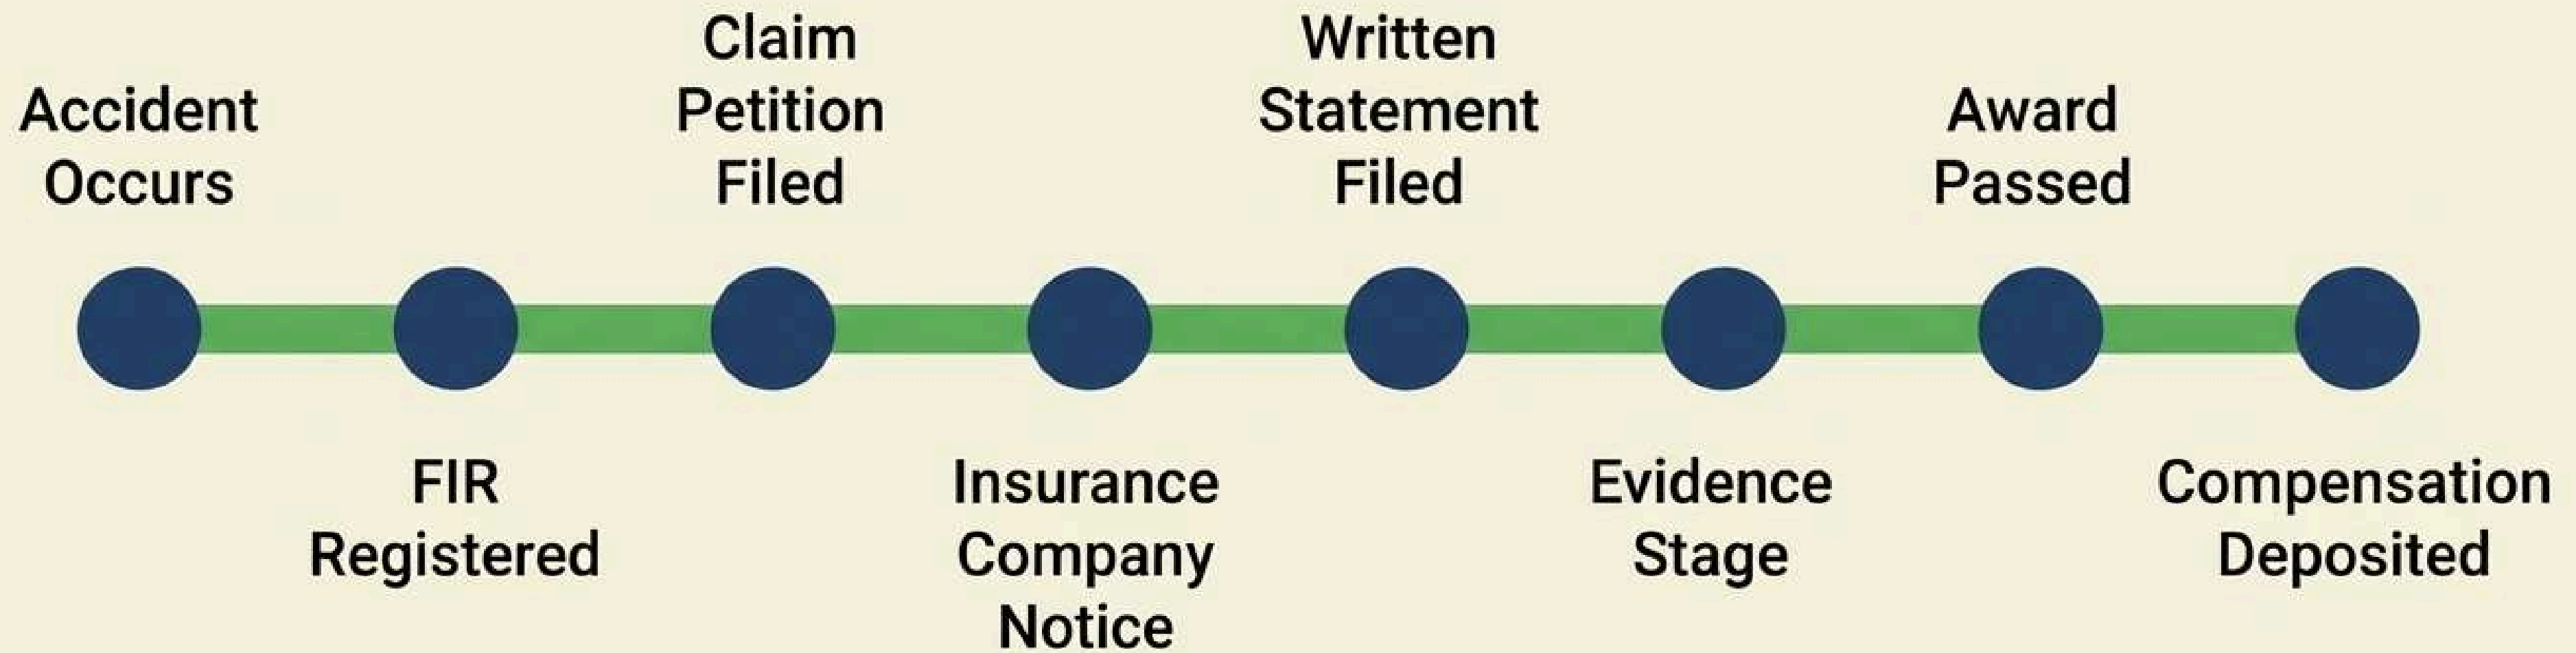 Accident
Occurs
FIR
Registered
Claim
Petition
Filed
Insurance
Company
Notice
Written
Statement
Filed
Evidence
Stage
Award
Passed
Compensation
Deposited